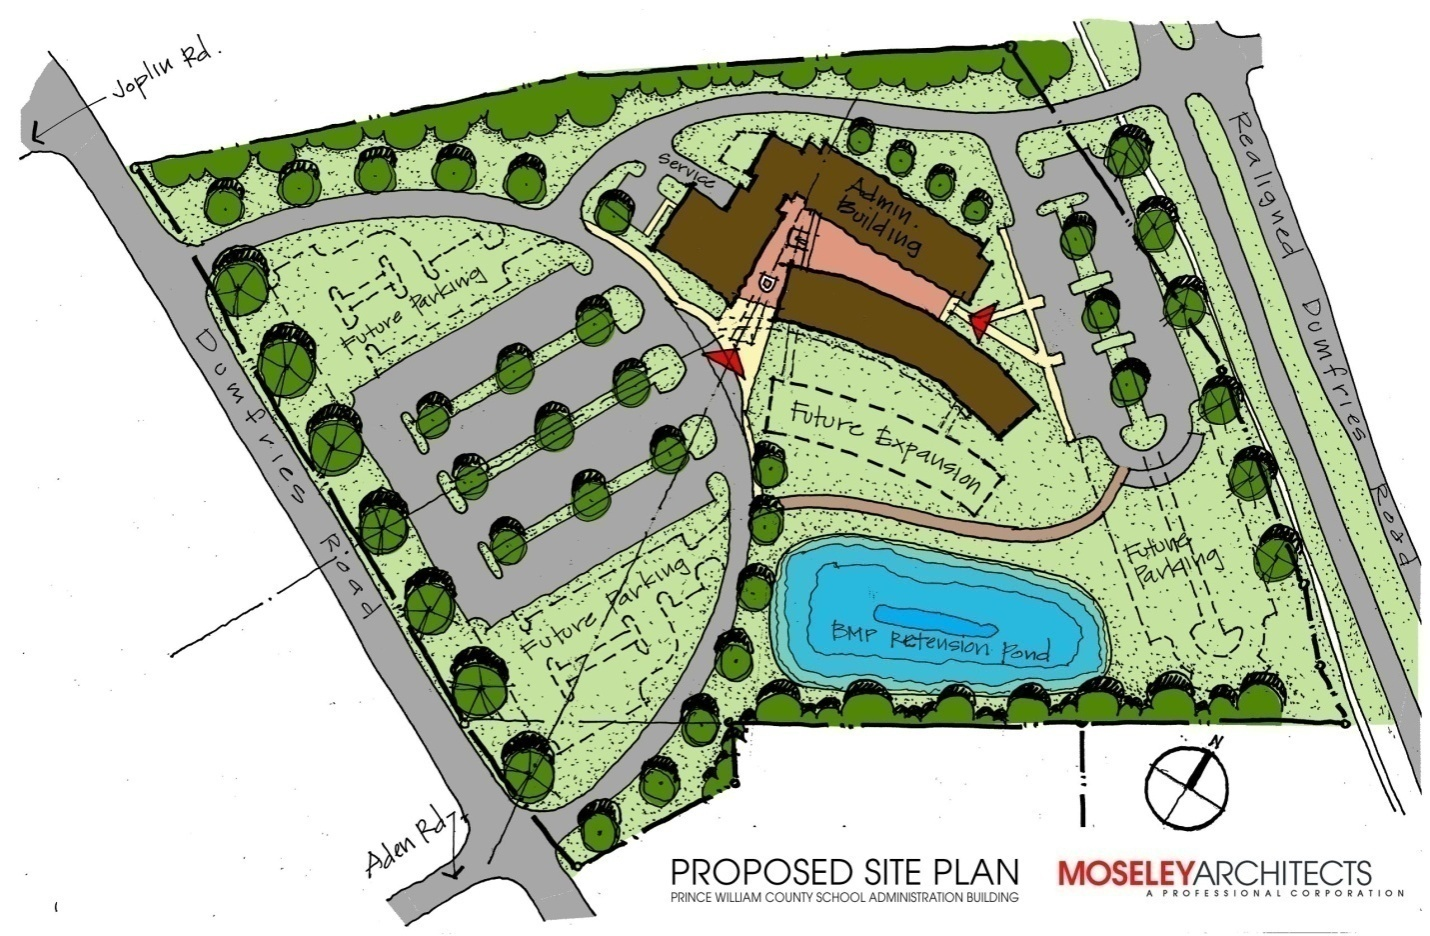 Joplin Rd.
Service
Admin.
Building
Realigned Dumfries Road
Future Parking
Dumfries Road
Future Expansion
Future Parking
Future
Parking
BMP Retension Pond
N
Aden Rd.
PROPOSED SITE PLAN
PRINCE WILLIAM COUNTY SCHOOL ADMINISTRATION BUILDING
MOSELEYARCHITECTS
A PROFESSIONAL CORPORATION